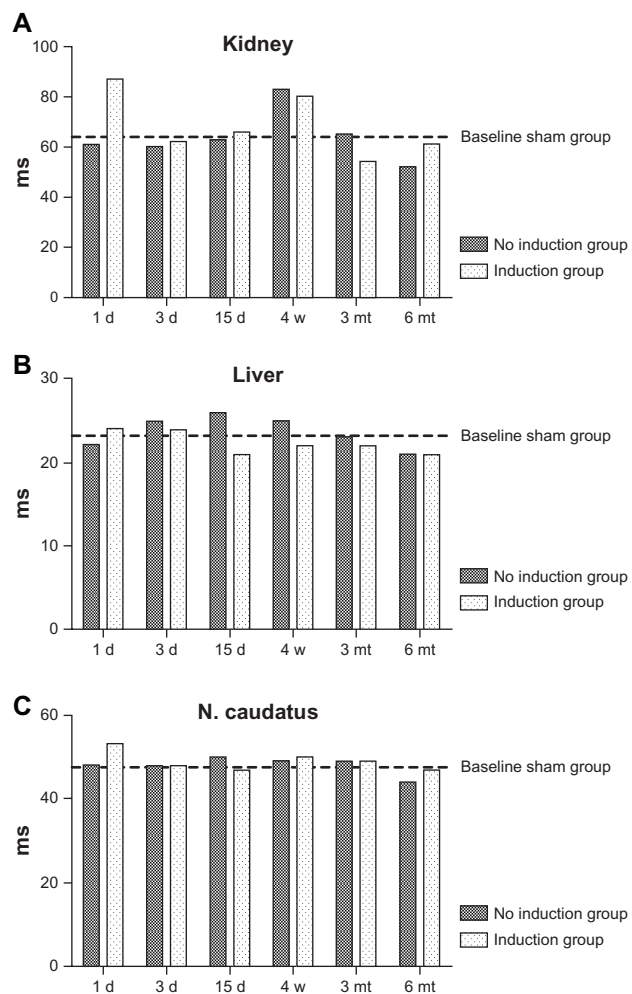 A
Kidney
100
80
60
40
20
0
ms
Baseline sham group
No induction group
Induction group
1 d 3 d 15 d 4 w 3 mt 6 mt
B
Liver
30
20
10
0
ms
Baseline sham group
No induction group
Induction group
1 d 3 d 15 d 4 w 3 mt 6 mt
C
N. caudatus
60
40
20
0
ms
Baseline sham group
No induction group
Induction group
1 d 3 d 15 d 4 w 3 mt 6 mt